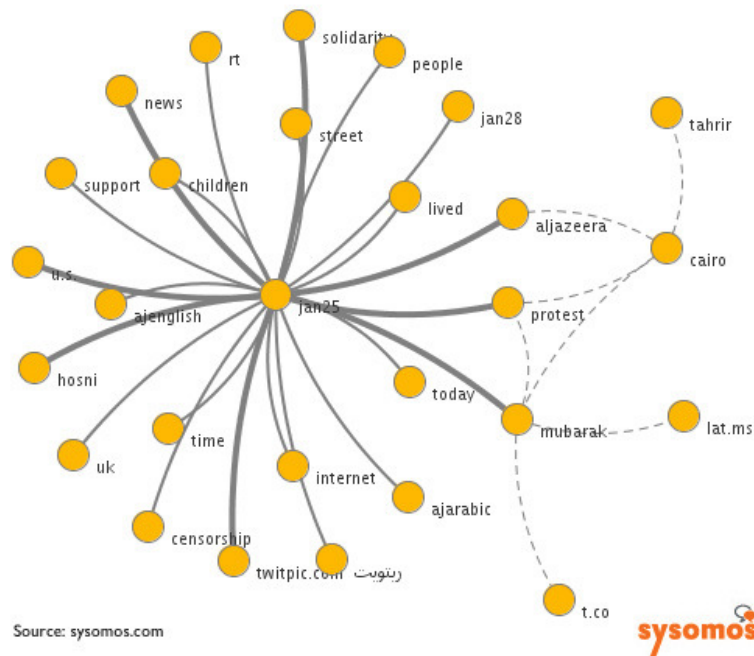 solidarity
rt
people
news
jan28
tahrir
street
support
children
lived
aljazeera
cairo
u.s.
ajenglish
jan25
protest
hosni
today
mubarak
lat.ms
time
uk
internet
ajarabic
censorship
twitpic.com
ريتويت
t.co
Source: sysomos.com
sysomos